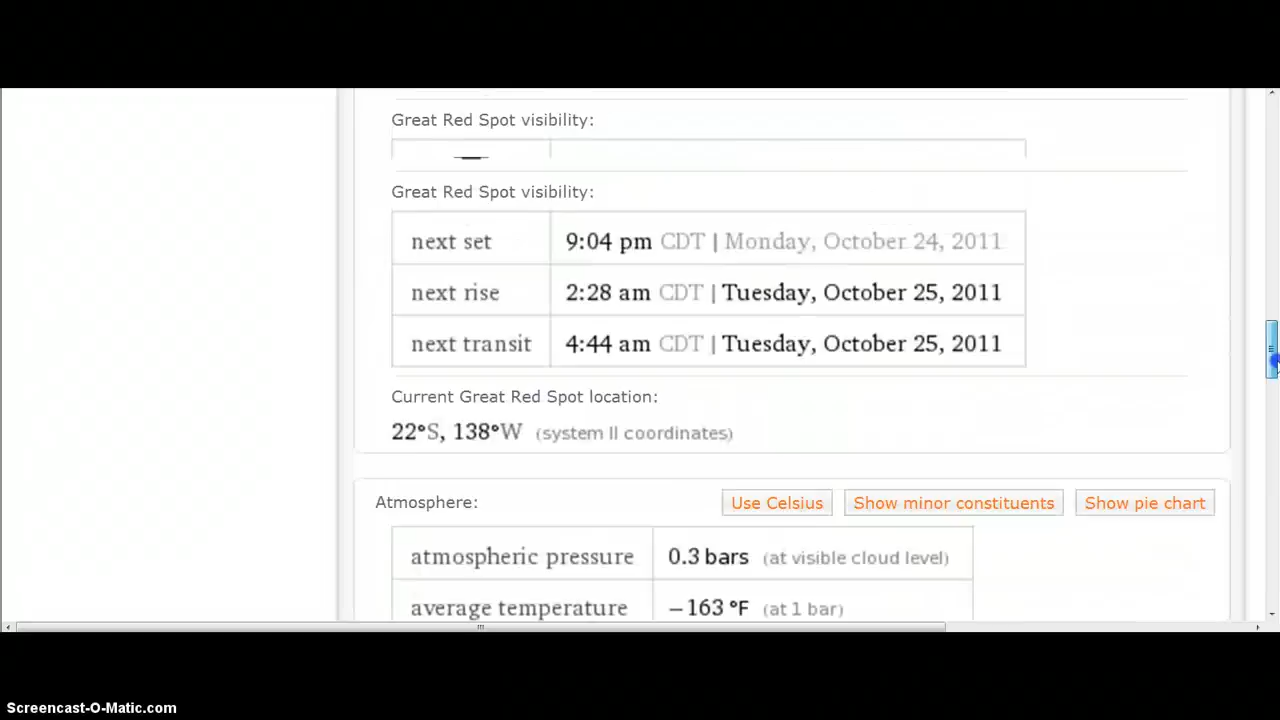 Great Red Spot visibility:
Great Red Spot visibility:
next set 9:04 pm CDT | Monday, October 24, 2011
next rise 2:28 am CDT | Tuesday, October 25, 2011
next transit 4:44 am CDT | Tuesday, October 25, 2011
Current Great Red Spot location:
22°S, 138°W (system II coordinates)
Atmosphere: Use Celsius Show minor constituents Show pie chart
atmospheric pressure 0.3 bars (at visible cloud level)
average temperature −163 °F (at 1 bar)
Screencast-O-Matic.com